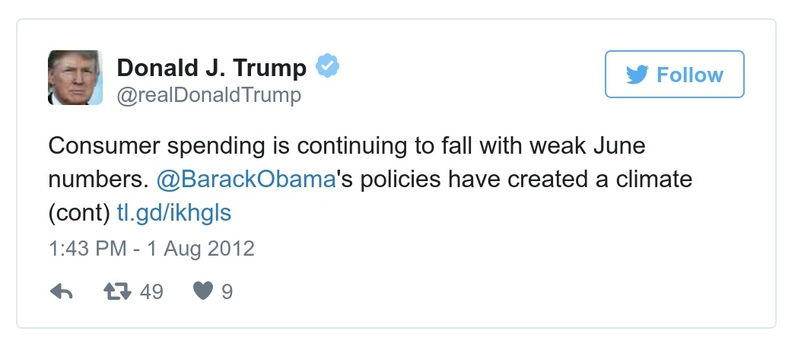 Donald J. Trump
@realDonaldTrump
Follow
Consumer spending is continuing to fall with weak June
numbers. @BarackObama's policies have created a climate
(cont) tl.gd/ikhgls
1:43 PM - 1 Aug 2012
49 9